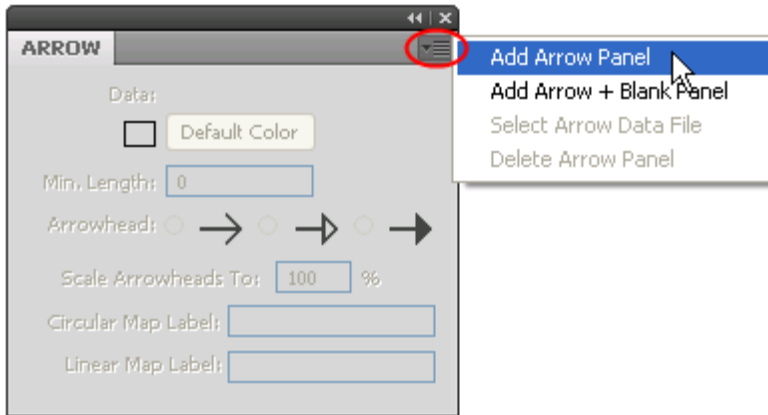 ARROW
Data:
Default Color
Min. Length: 0
Arrowhead:
Scale Arrowheads To: 100 %
Circular Map Label:
Linear Map Label:
Add Arrow Panel
Add Arrow + Blank Panel
Select Arrow Data File
Delete Arrow Panel